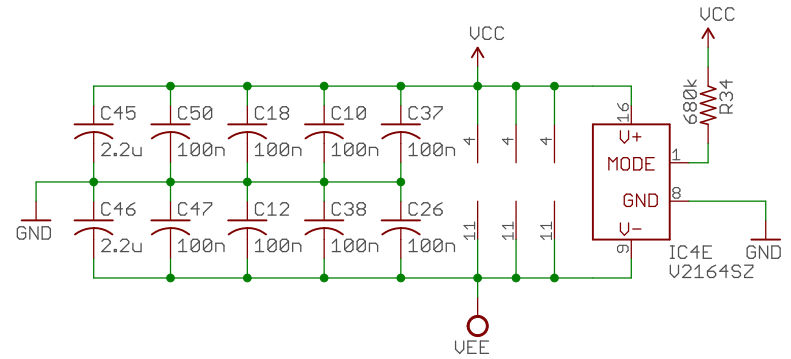 VCC
VCC
680k
R34
C45
C50
C18
C10
C37
16
2.2u
100n
100n
100n
100n
4
4
4
V+
MODE
1
GND
8
V-
9
C46
C47
C12
C38
C26
11
11
11
GND
2.2u
100n
100n
100n
100n
IC4E
V2164SZ
GND
VEE